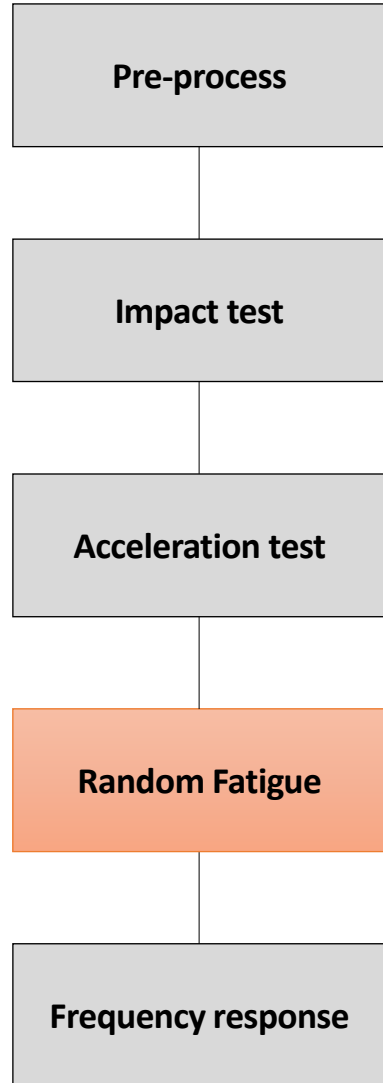 Pre-process
Impact test
Acceleration test
Random Fatigue
Frequency response